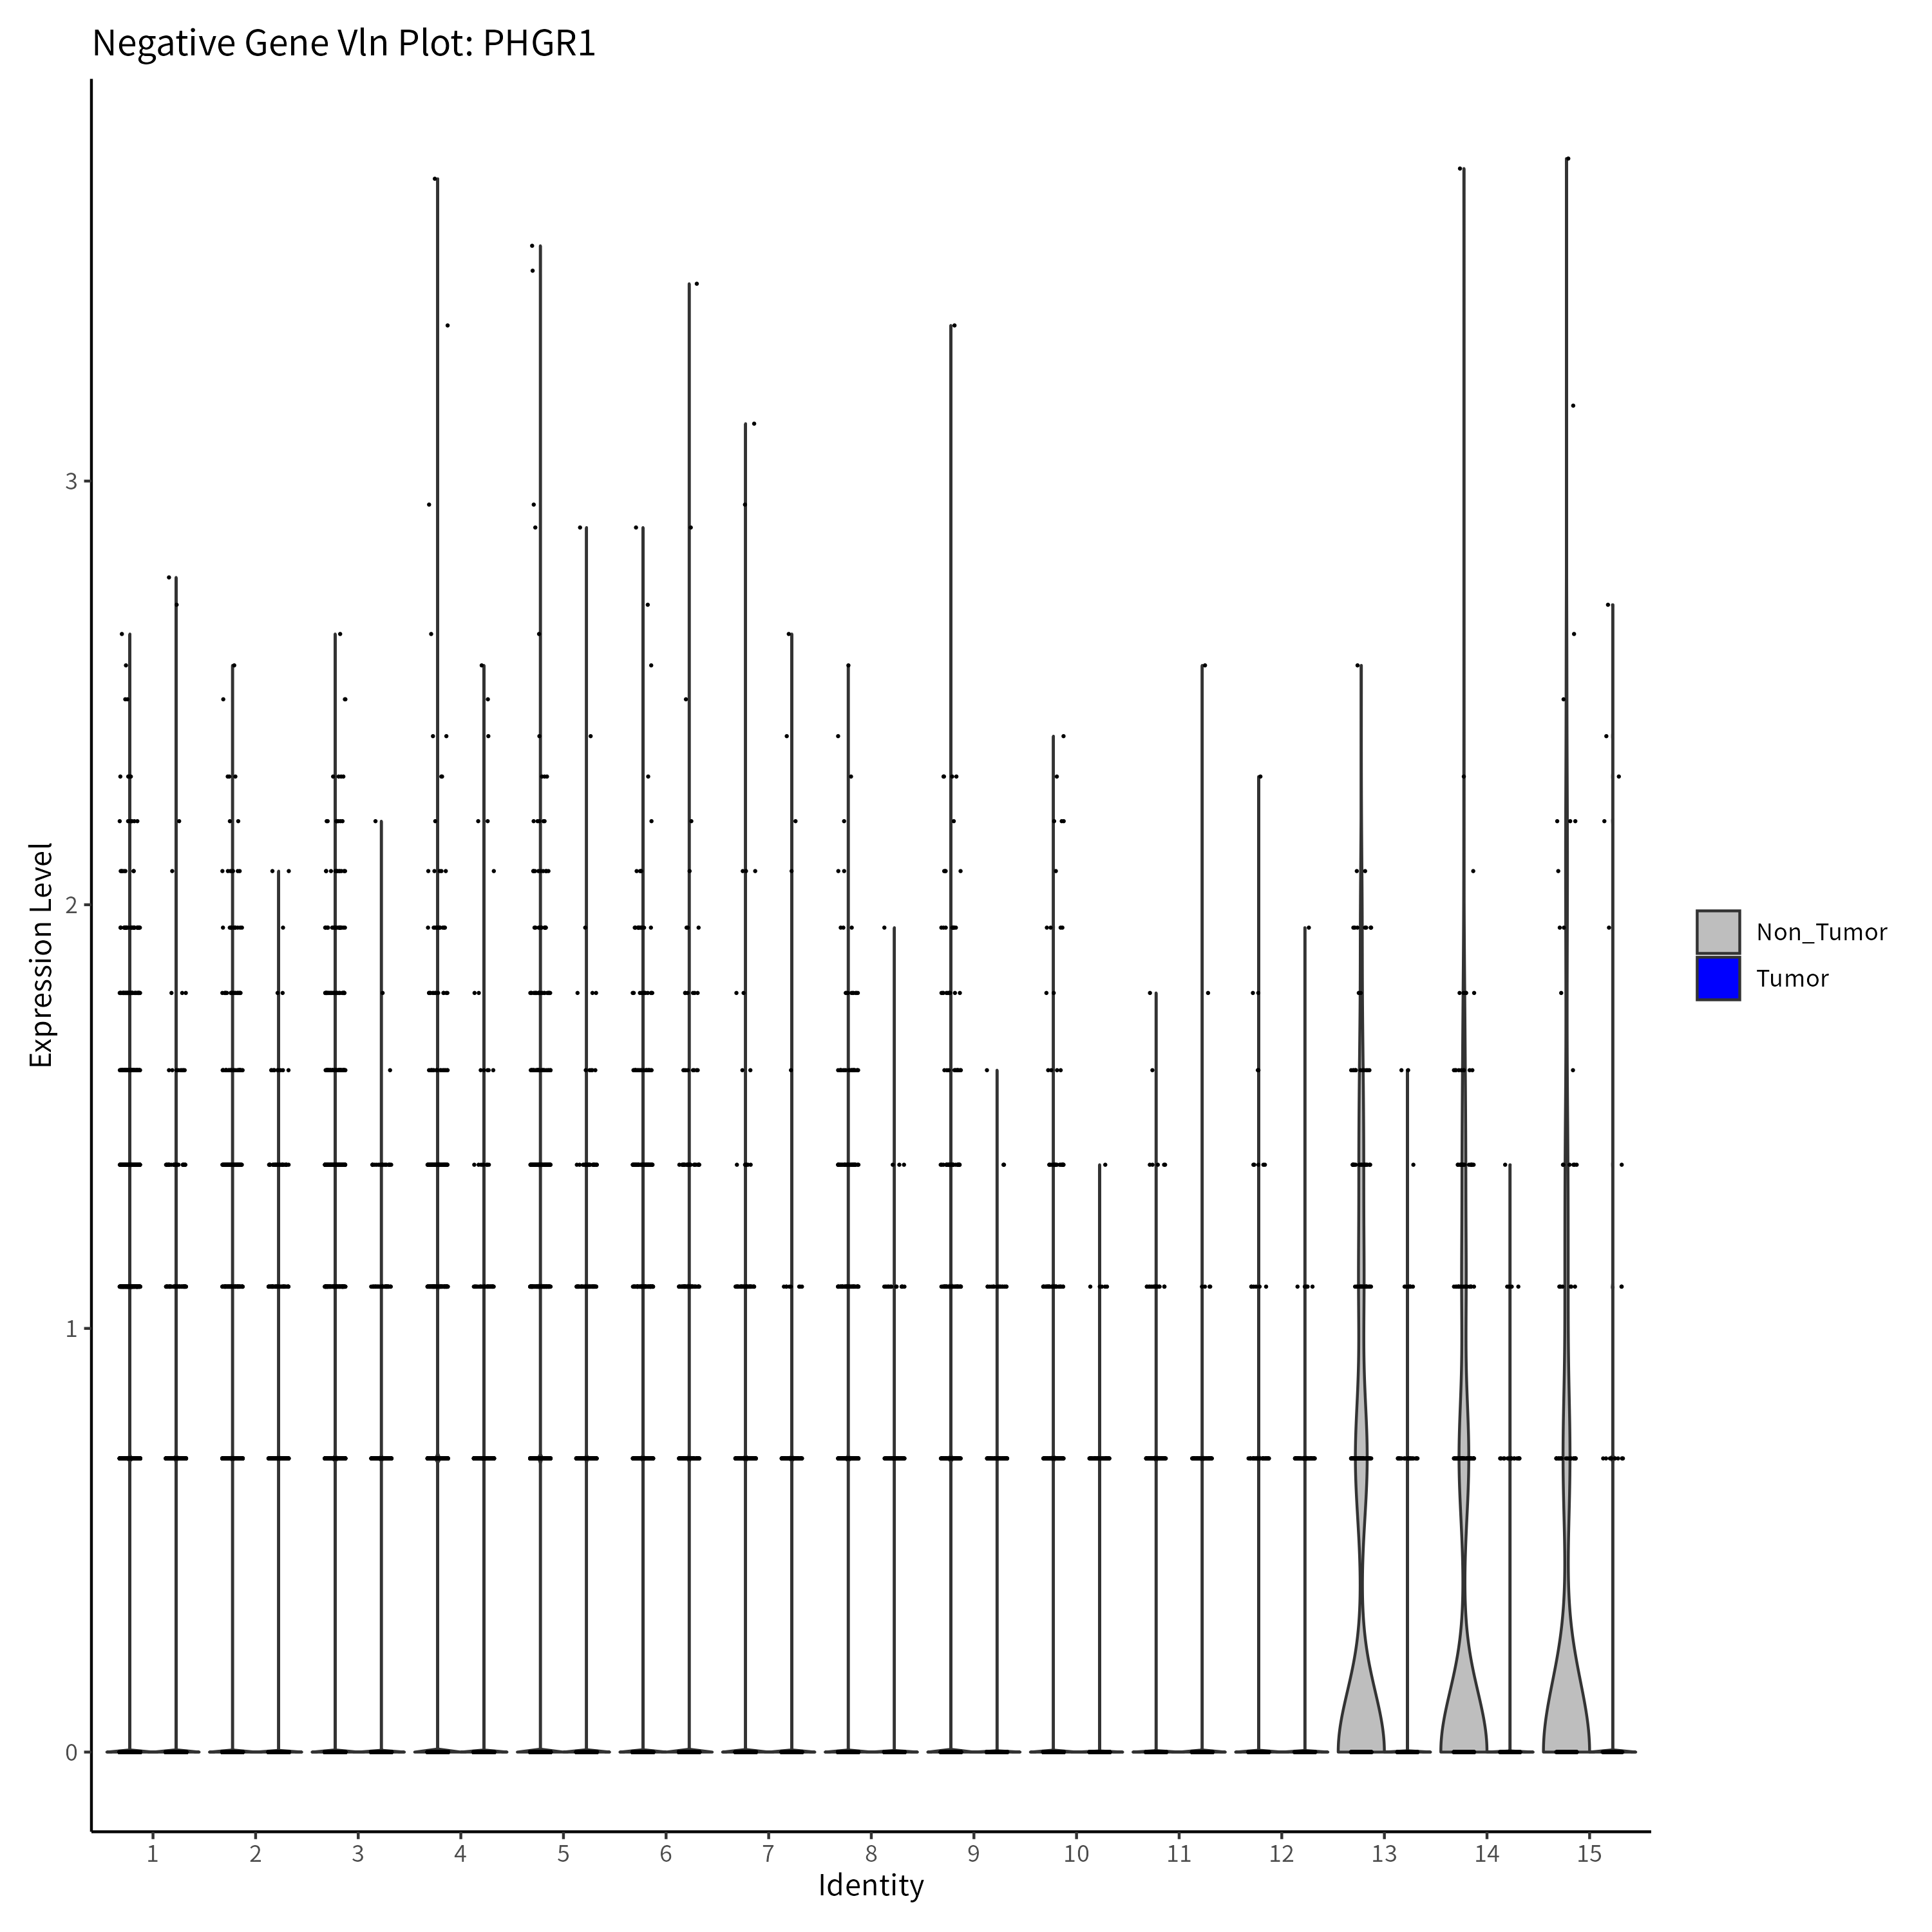 Negative Gene Vln Plot: PHGR1
Expression Level
3
2
1
0
1 2 3 4 5 6 7 8 9 10 11 12 13 14 15
Identity
Non_Tumor
Tumor